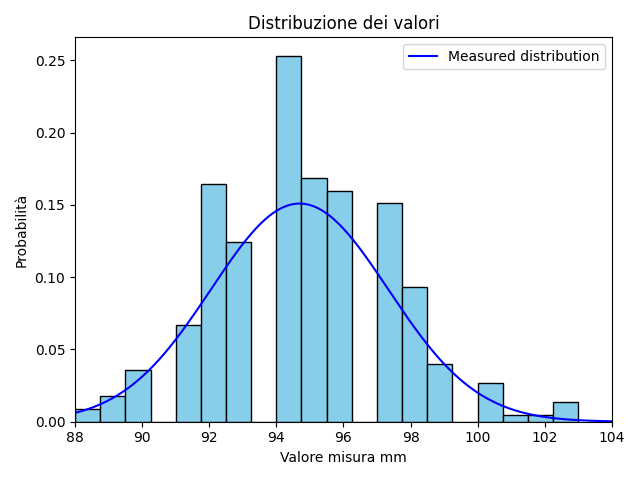 Distribuzione dei valori
Measured distribution
0.25
0.20
0.15
0.10
0.05
0.00
Probabilità
88 90 92 94 96 98 100 102 104
Valore misura mm